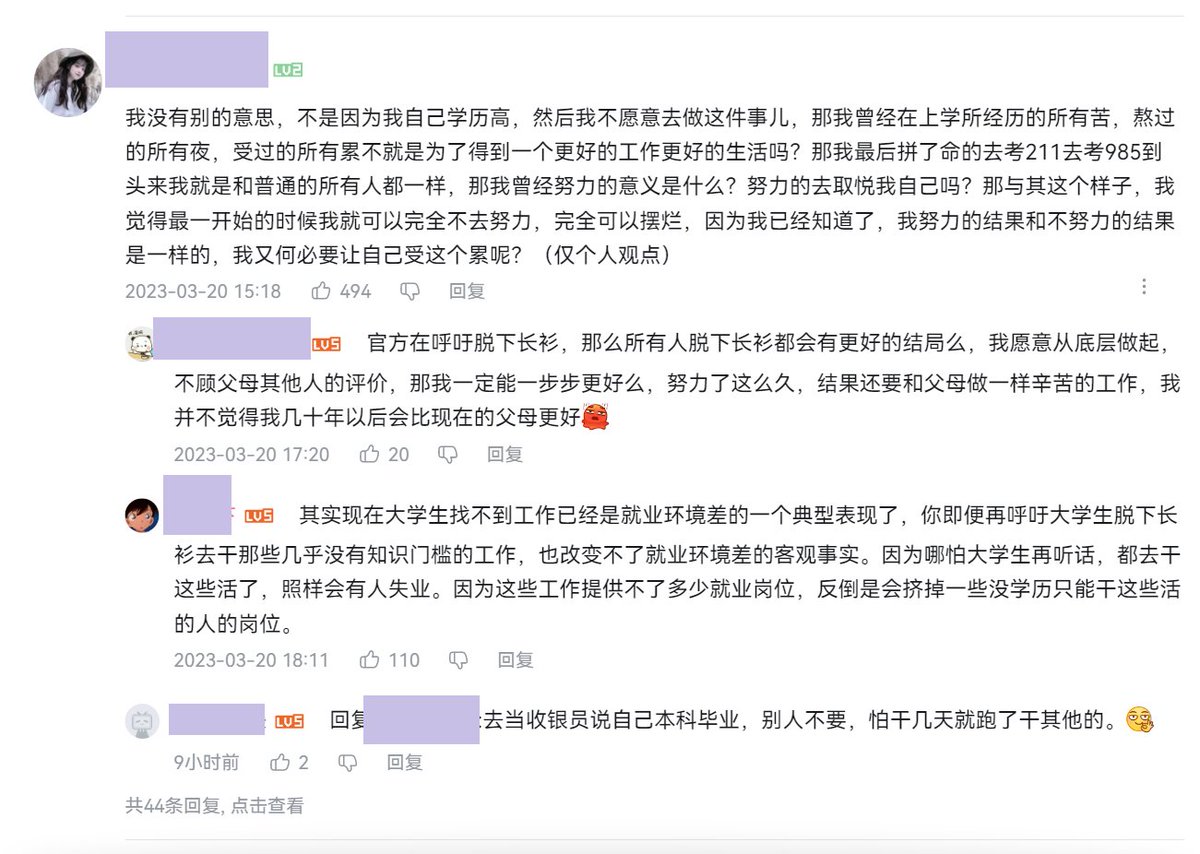 LV2
我没有别的意思，不是因为我自己学历高，然后我不愿意去做这件事儿，那我曾经在上学所经历的所有苦，熬过
的所有夜，受过的所有累不就是为了得到一个更好的工作更好的生活吗？那我最后拼了命的去考211去考985到
头来我就是和普通的所有人都一样，那我曾经努力的意义是什么？努力的去取悦我自己吗？那与其这个样子，我
觉得最一开始的时候我就可以完全不去努力，完全可以摆烂，因为我已经知道了，我努力的结果和不努力的结果
是一样的，我又何必要让自己受这个累呢？（仅个人观点）
2023-03-20 15:18 494 回复
LV5 官方在呼吁脱下长衫，那么所有人脱下长衫都会有更好的结局么，我愿意从底层做起，
不顾父母其他人的评价，那我一定能一步步更好么，努力了这么久，结果还要和父母做一样辛苦的工作，我
并不觉得我几十年以后会比现在的父母更好
2023-03-20 17:20 20 回复
LV5 其实现在大学生找不到工作已经是就业环境差的一个典型表现了，你即便再呼吁大学生脱下长
衫去干那些几乎没有知识门槛的工作，也改变不了就业环境差的客观事实。因为哪怕大学生再听话，都去干
这些活了，照样会有人失业。因为这些工作提供不了多少就业岗位，反倒是会挤掉一些没学历只能干这些活
的人的岗位。
2023-03-20 18:11 110 回复
LV5 回复 :去当收银员说自己本科毕业，别人不要，怕干几天就跑了干其他的。
9小时前 2 回复
共44条回复, 点击查看